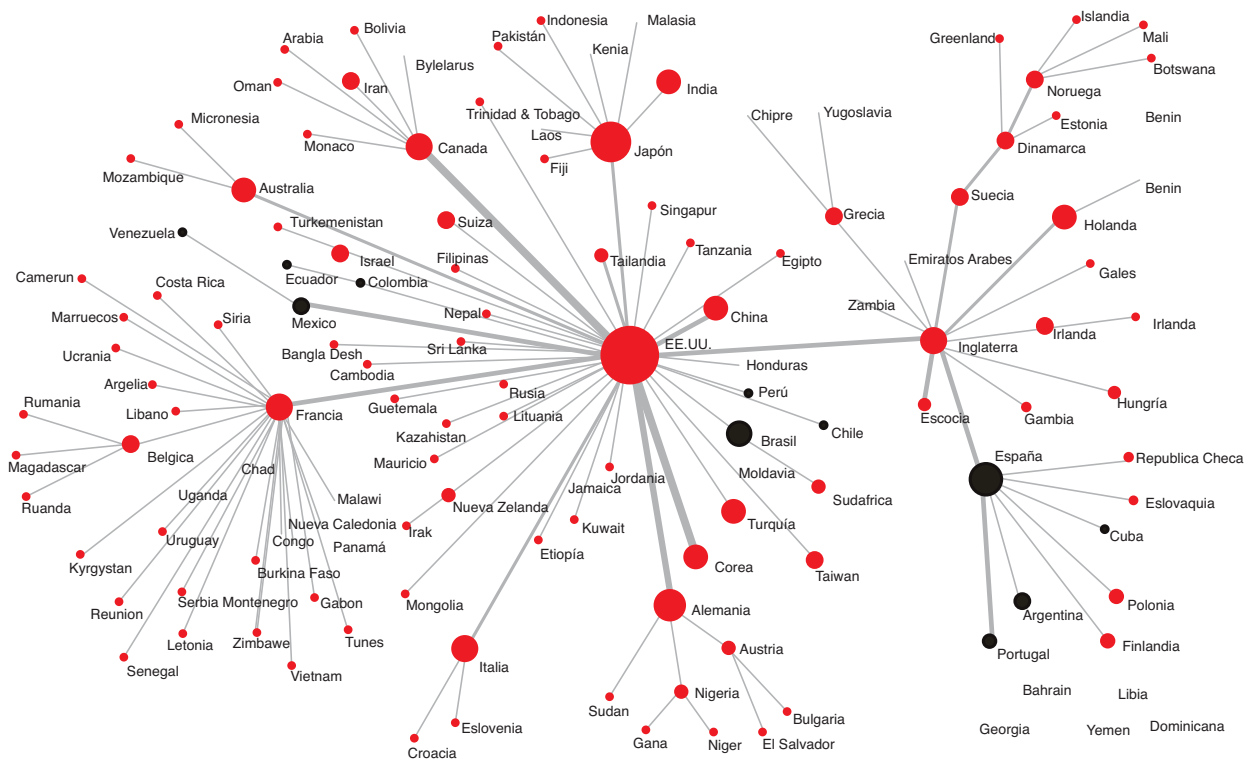 Islandia
Indonesia
Malasia
Bolivia
Arabia
Pakistán
Greenland
Mali
Kenia
Bylelarus
Botswana
Oman
Iran
India
Noruega
Trinidad & Tobago
Chipre
Yugoslavia
Micronesia
Benin
Estonia
Laos
Monaco
Canada
Japón
Dinamarca
Fiji
Mozambique
Australia
Benin
Suecia
Singapur
Turkemenistan
Suiza
Grecia
Holanda
Venezuela
Tanzania
Israel
Filipinas
Tailandia
Egipto
Emiratos Arabes
Gales
Camerun
Costa Rica
Ecuador
Colombia
Zambia
Marruecos
Siria
Mexico
Nepal
China
Irlanda
Irlanda
EE.UU.
Inglaterra
Ucrania
Bangla Desh
Sri Lanka
Honduras
Cambodia
Argelia
Rusia
Perú
Rumania
Libano
Francia
Guetemala
Lituania
Hungría
Kazahistan
Escocia
Gambia
Chile
Brasil
Magadascar
Belgica
Mauricio
España
Republica Checa
Chad
Jordania
Moldavia
Jamaica
Uganda
Malawi
Sudafrica
Eslovaquia
Ruanda
Nueva Zelanda
Nueva Caledonia
Turquía
Kuwait
Irak
Uruguay
Congo
Panamá
Cuba
Etiopía
Kyrgystan
Burkina Faso
Corea
Taiwan
Reunion
Serbia Montenegro
Gabon
Mongolia
Alemania
Argentina
Polonia
Letonia
Zimbawe
Tunes
Portugal
Finlandia
Austria
Senegal
Vietnam
Italia
Nigeria
Bahrain
Libia
Sudan
Bulgaria
Eslovenia
Georgia
Yemen
Dominicana
Croacia
Gana
Niger
El Salvador